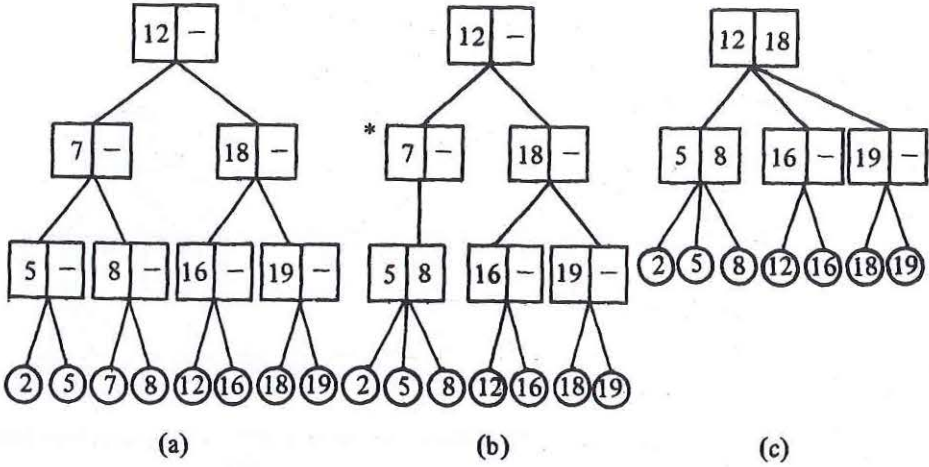 12 – 12 – 12 18
7 – 18 – * 7 – 18 – 5 8 16 – 19 –
5 – 8 – 16 – 19 – 5 8 16 – 19 – 2 5 8 12 16 18 19
2 5 7 8 12 16 18 19 2 5 8 12 16 18 19
(a) (b) (c)